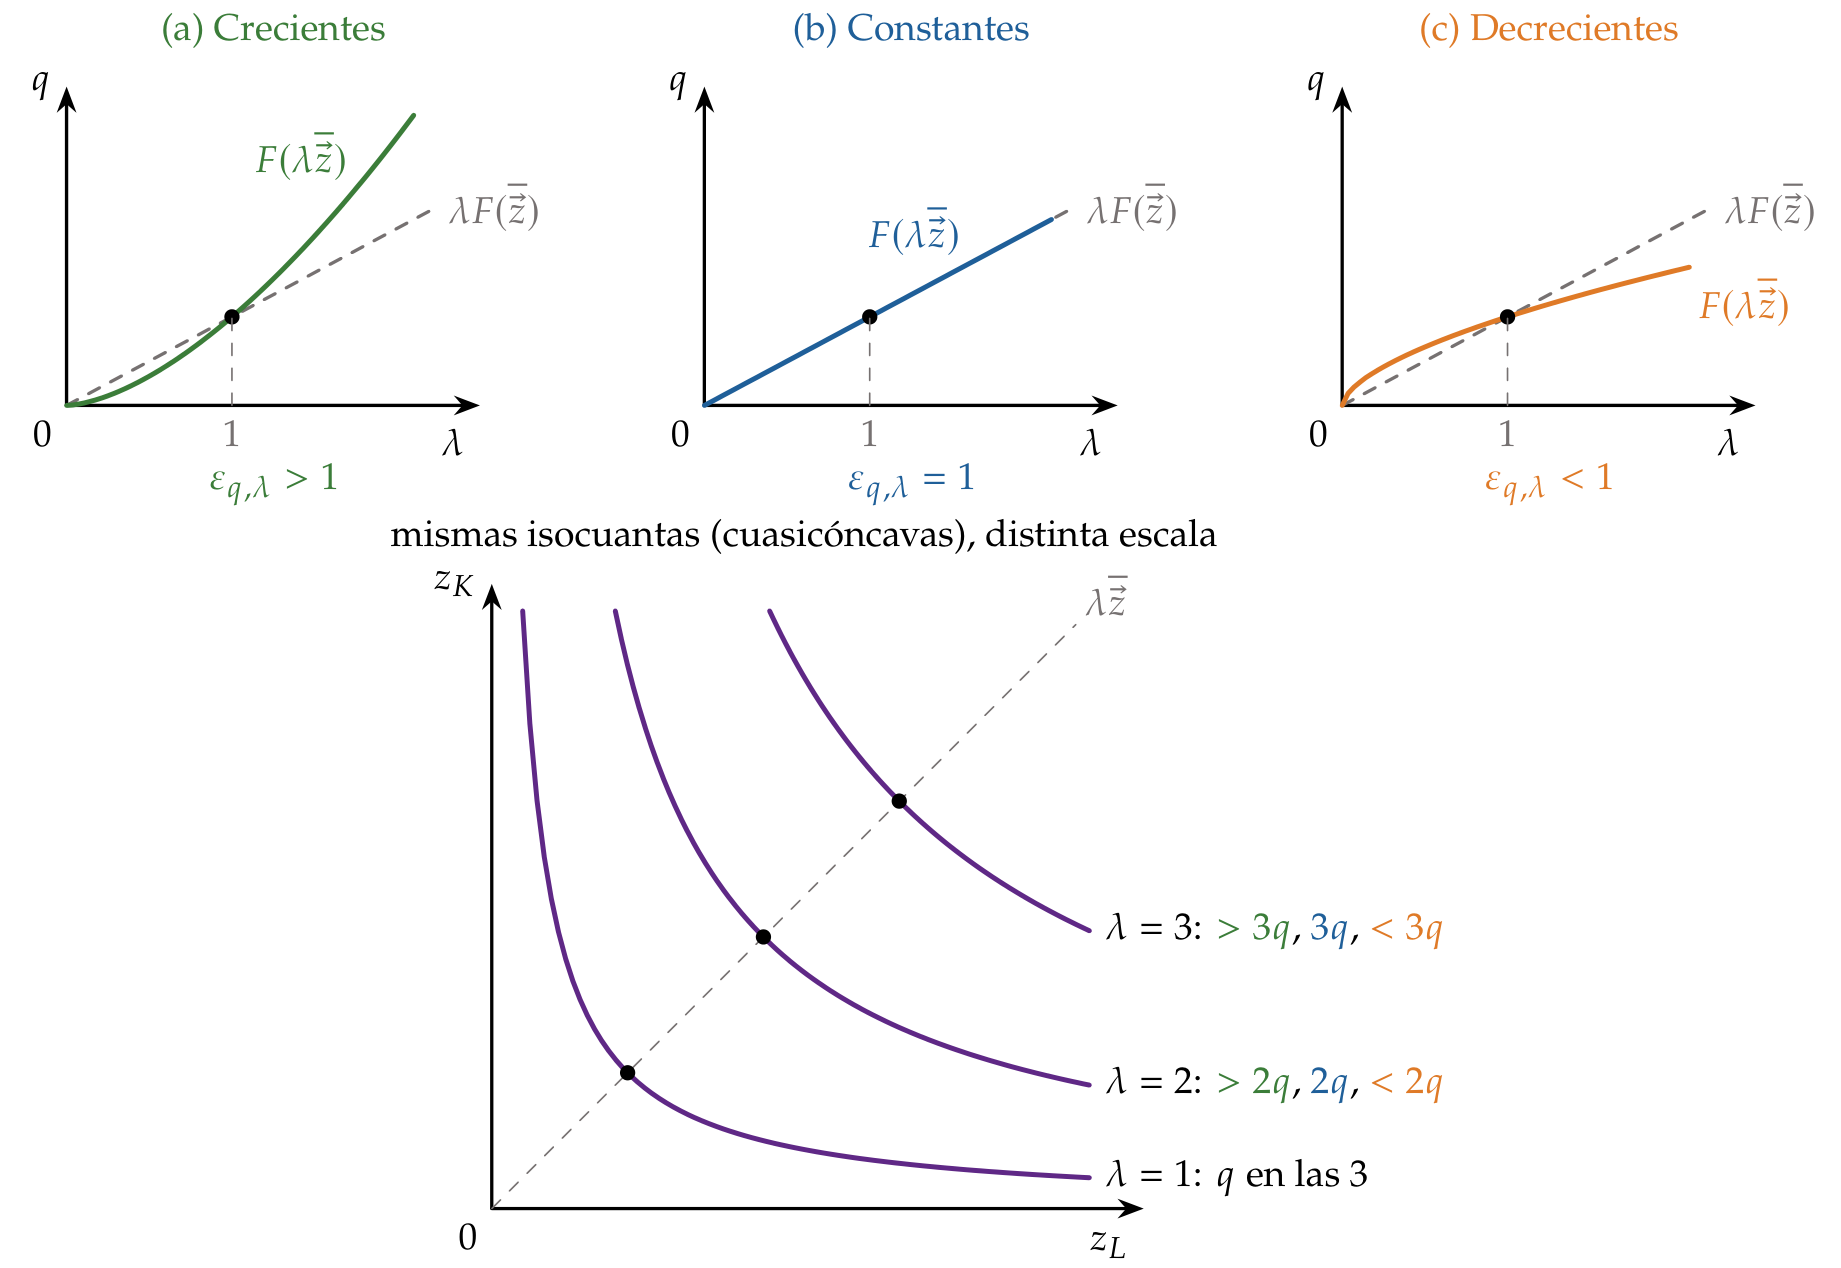 (a) Crecientes
q
F(λz̄⃗)
λF(z̄⃗)
0
1
λ
ε_{q,λ} > 1
(b) Constantes
q
F(λz̄⃗)
λF(z̄⃗)
0
1
λ
ε_{q,λ} = 1
(c) Decrecientes
q
λF(z̄⃗)
F(λz̄⃗)
0
1
λ
ε_{q,λ} < 1
mismas isocuantas (cuasicóncavas), distinta escala
z_K
λz̄⃗
λ = 3: > 3q, 3q, < 3q
λ = 2: > 2q, 2q, < 2q
λ = 1: q en las 3
0
z_L